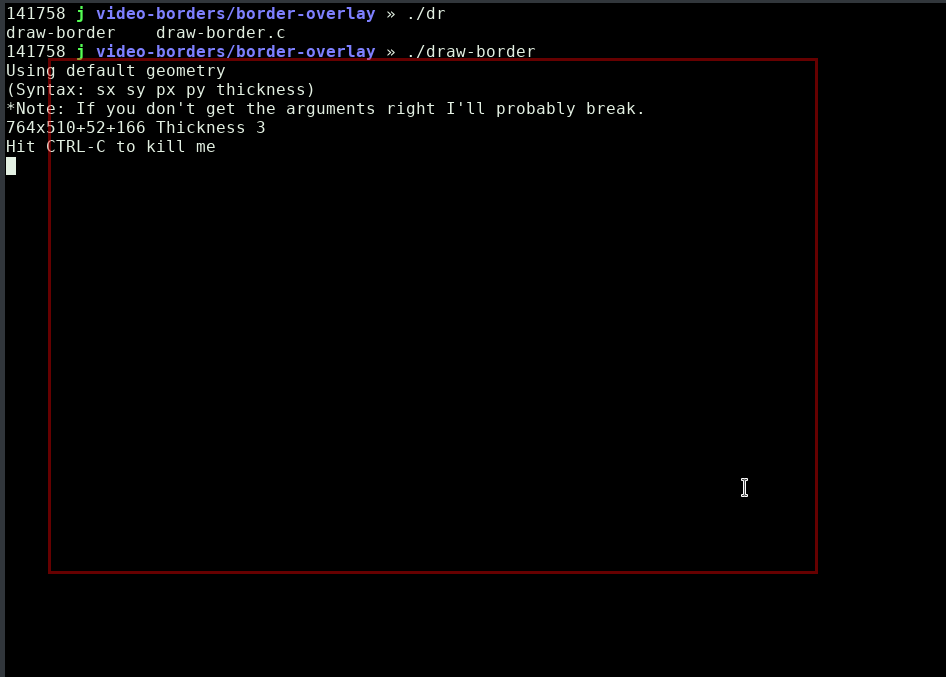 141758 j video-borders/border-overlay » ./dr
draw-border    draw-border.c
141758 j video-borders/border-overlay » ./draw-border
Using default geometry
(Syntax: sx sy px py thickness)
*Note: If you don't get the arguments right I'll probably break.
764x510+52+166 Thickness 3
Hit CTRL-C to kill me